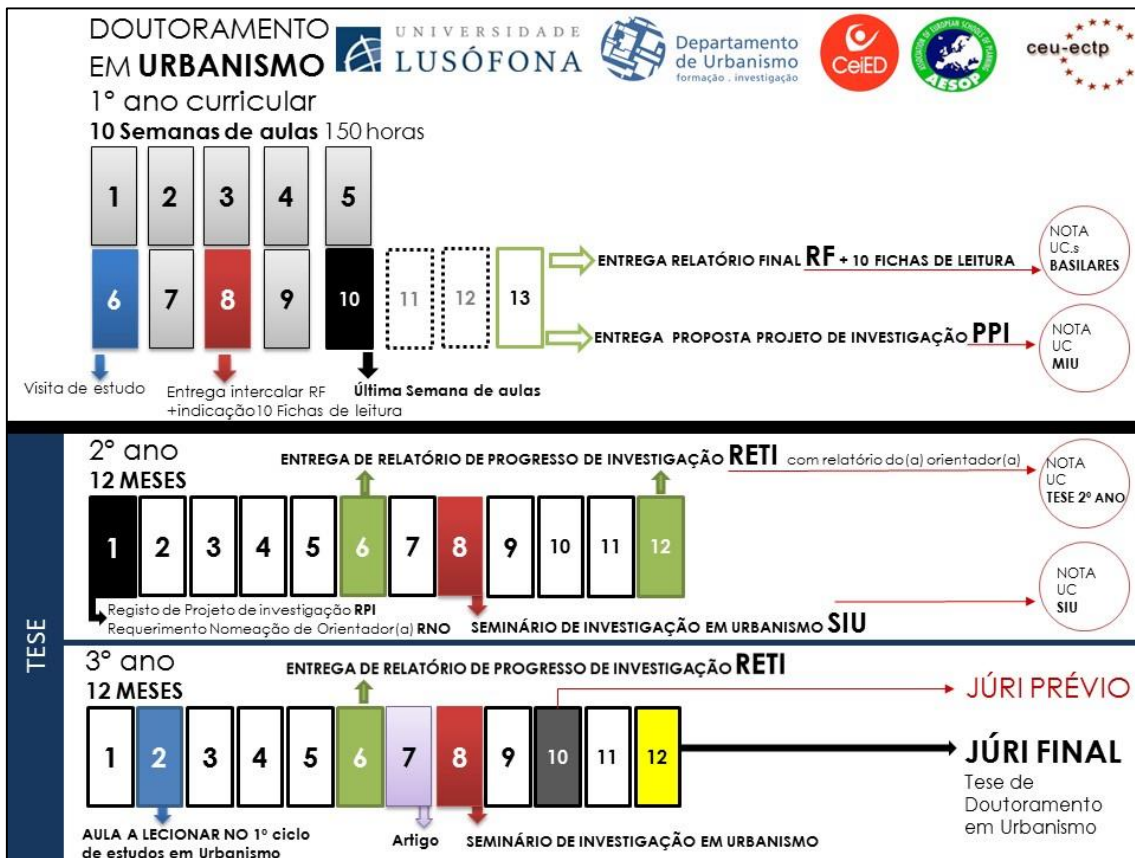 DOUTORAMENTO
EM URBANISMO
UNIVERSIDADE
LUSÓFONA
Departamento
de Urbanismo
formação . investigação
CeiED
ASSOCIATION OF EUROPEAN SCHOOLS OF PLANNING
AESOP
ceu-ectp
1º ano curricular
10 Semanas de aulas 150 horas
1 2 3 4 5
6 7 8 9 10 11 12 13
ENTREGA RELATÓRIO FINAL RF + 10 FICHAS DE LEITURA
NOTA
UC.s
BASILARES
ENTREGA PROPOSTA PROJETO DE INVESTIGAÇÃO PPI
NOTA
UC
MIU
Visita de estudo
Entrega intercalar RF
+indicação10 Fichas de leitura
Última Semana de aulas
TESE
2º ano
12 MESES
ENTREGA DE RELATÓRIO DE PROGRESSO DE INVESTIGAÇÃO RETI com relatório do(a) orientador(a)
NOTA
UC
TESE 2º ANO
1 2 3 4 5 6 7 8 9 10 11 12
Registo de Projeto de investigação RPI
Requerimento Nomeação de Orientador(a) RNO
SEMINÁRIO DE INVESTIGAÇÃO EM URBANISMO SIU
NOTA
UC
SIU
3º ano
12 MESES
ENTREGA DE RELATÓRIO DE PROGRESSO DE INVESTIGAÇÃO RETI
1 2 3 4 5 6 7 8 9 10 11 12
JÚRI PRÉVIO
JÚRI FINAL
Tese de
Doutoramento
em Urbanismo
AULA A LECIONAR NO 1º ciclo
de estudos em Urbanismo
Artigo
SEMINÁRIO DE INVESTIGAÇÃO EM URBANISMO